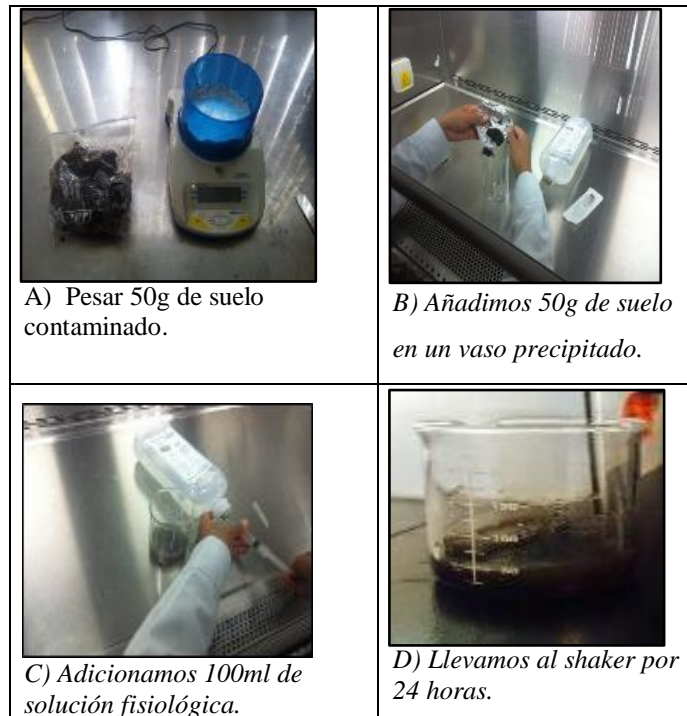 A) Pesar 50g de suelo
contaminado.
B) Añadimos 50g de suelo
en un vaso precipitado.
C) Adicionamos 100ml de
solución fisiológica.
D) Llevamos al shaker por
24 horas.